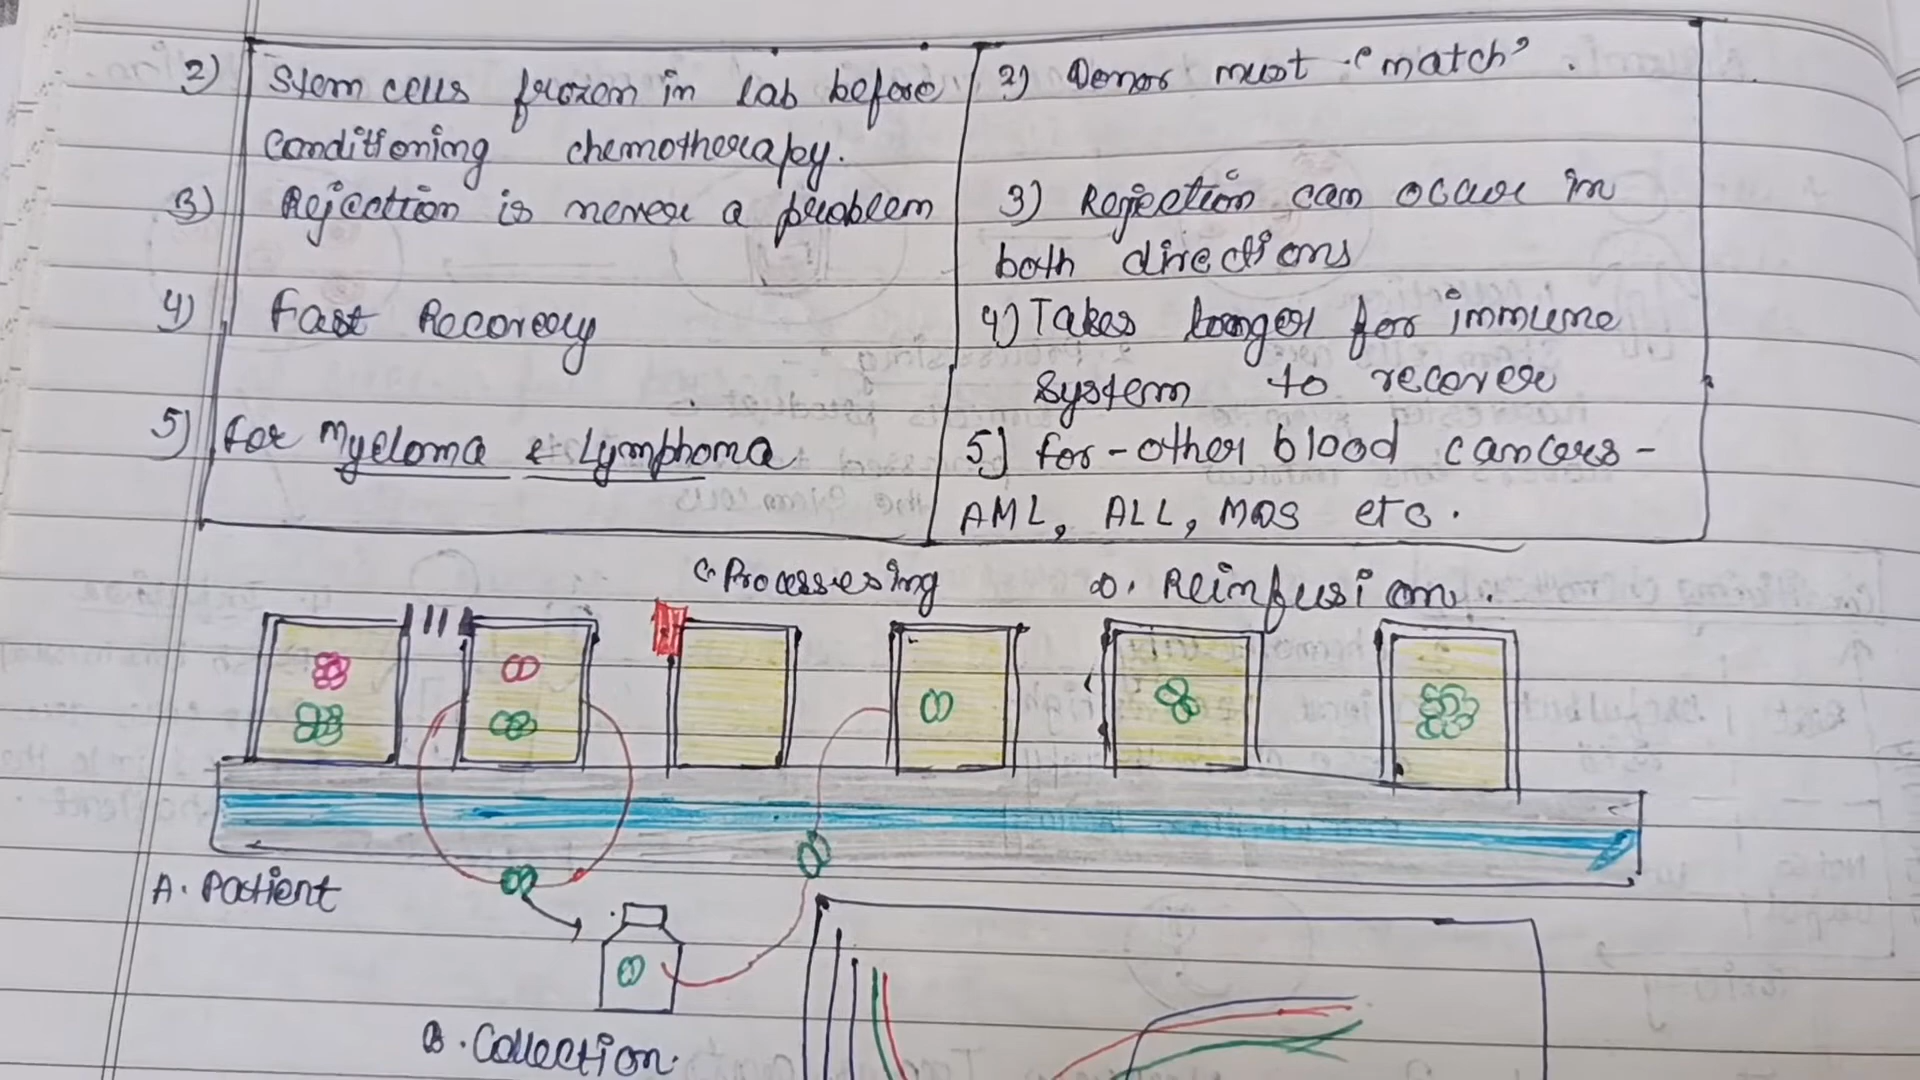 2) Stem cells frozen in lab before
conditioning chemotherapy.
3) Rejection is never a problem
4) Fast Recovery
5) for Myeloma & Lymphoma
2) Donor must "match".
3) Rejection can occur in
both directions
4) Takes longer for immune
system to recover
5) for - other blood cancers -
AML, ALL, MDS etc.
C. Processesing
D. Reinfusion.
A. Patient
B. Collection.